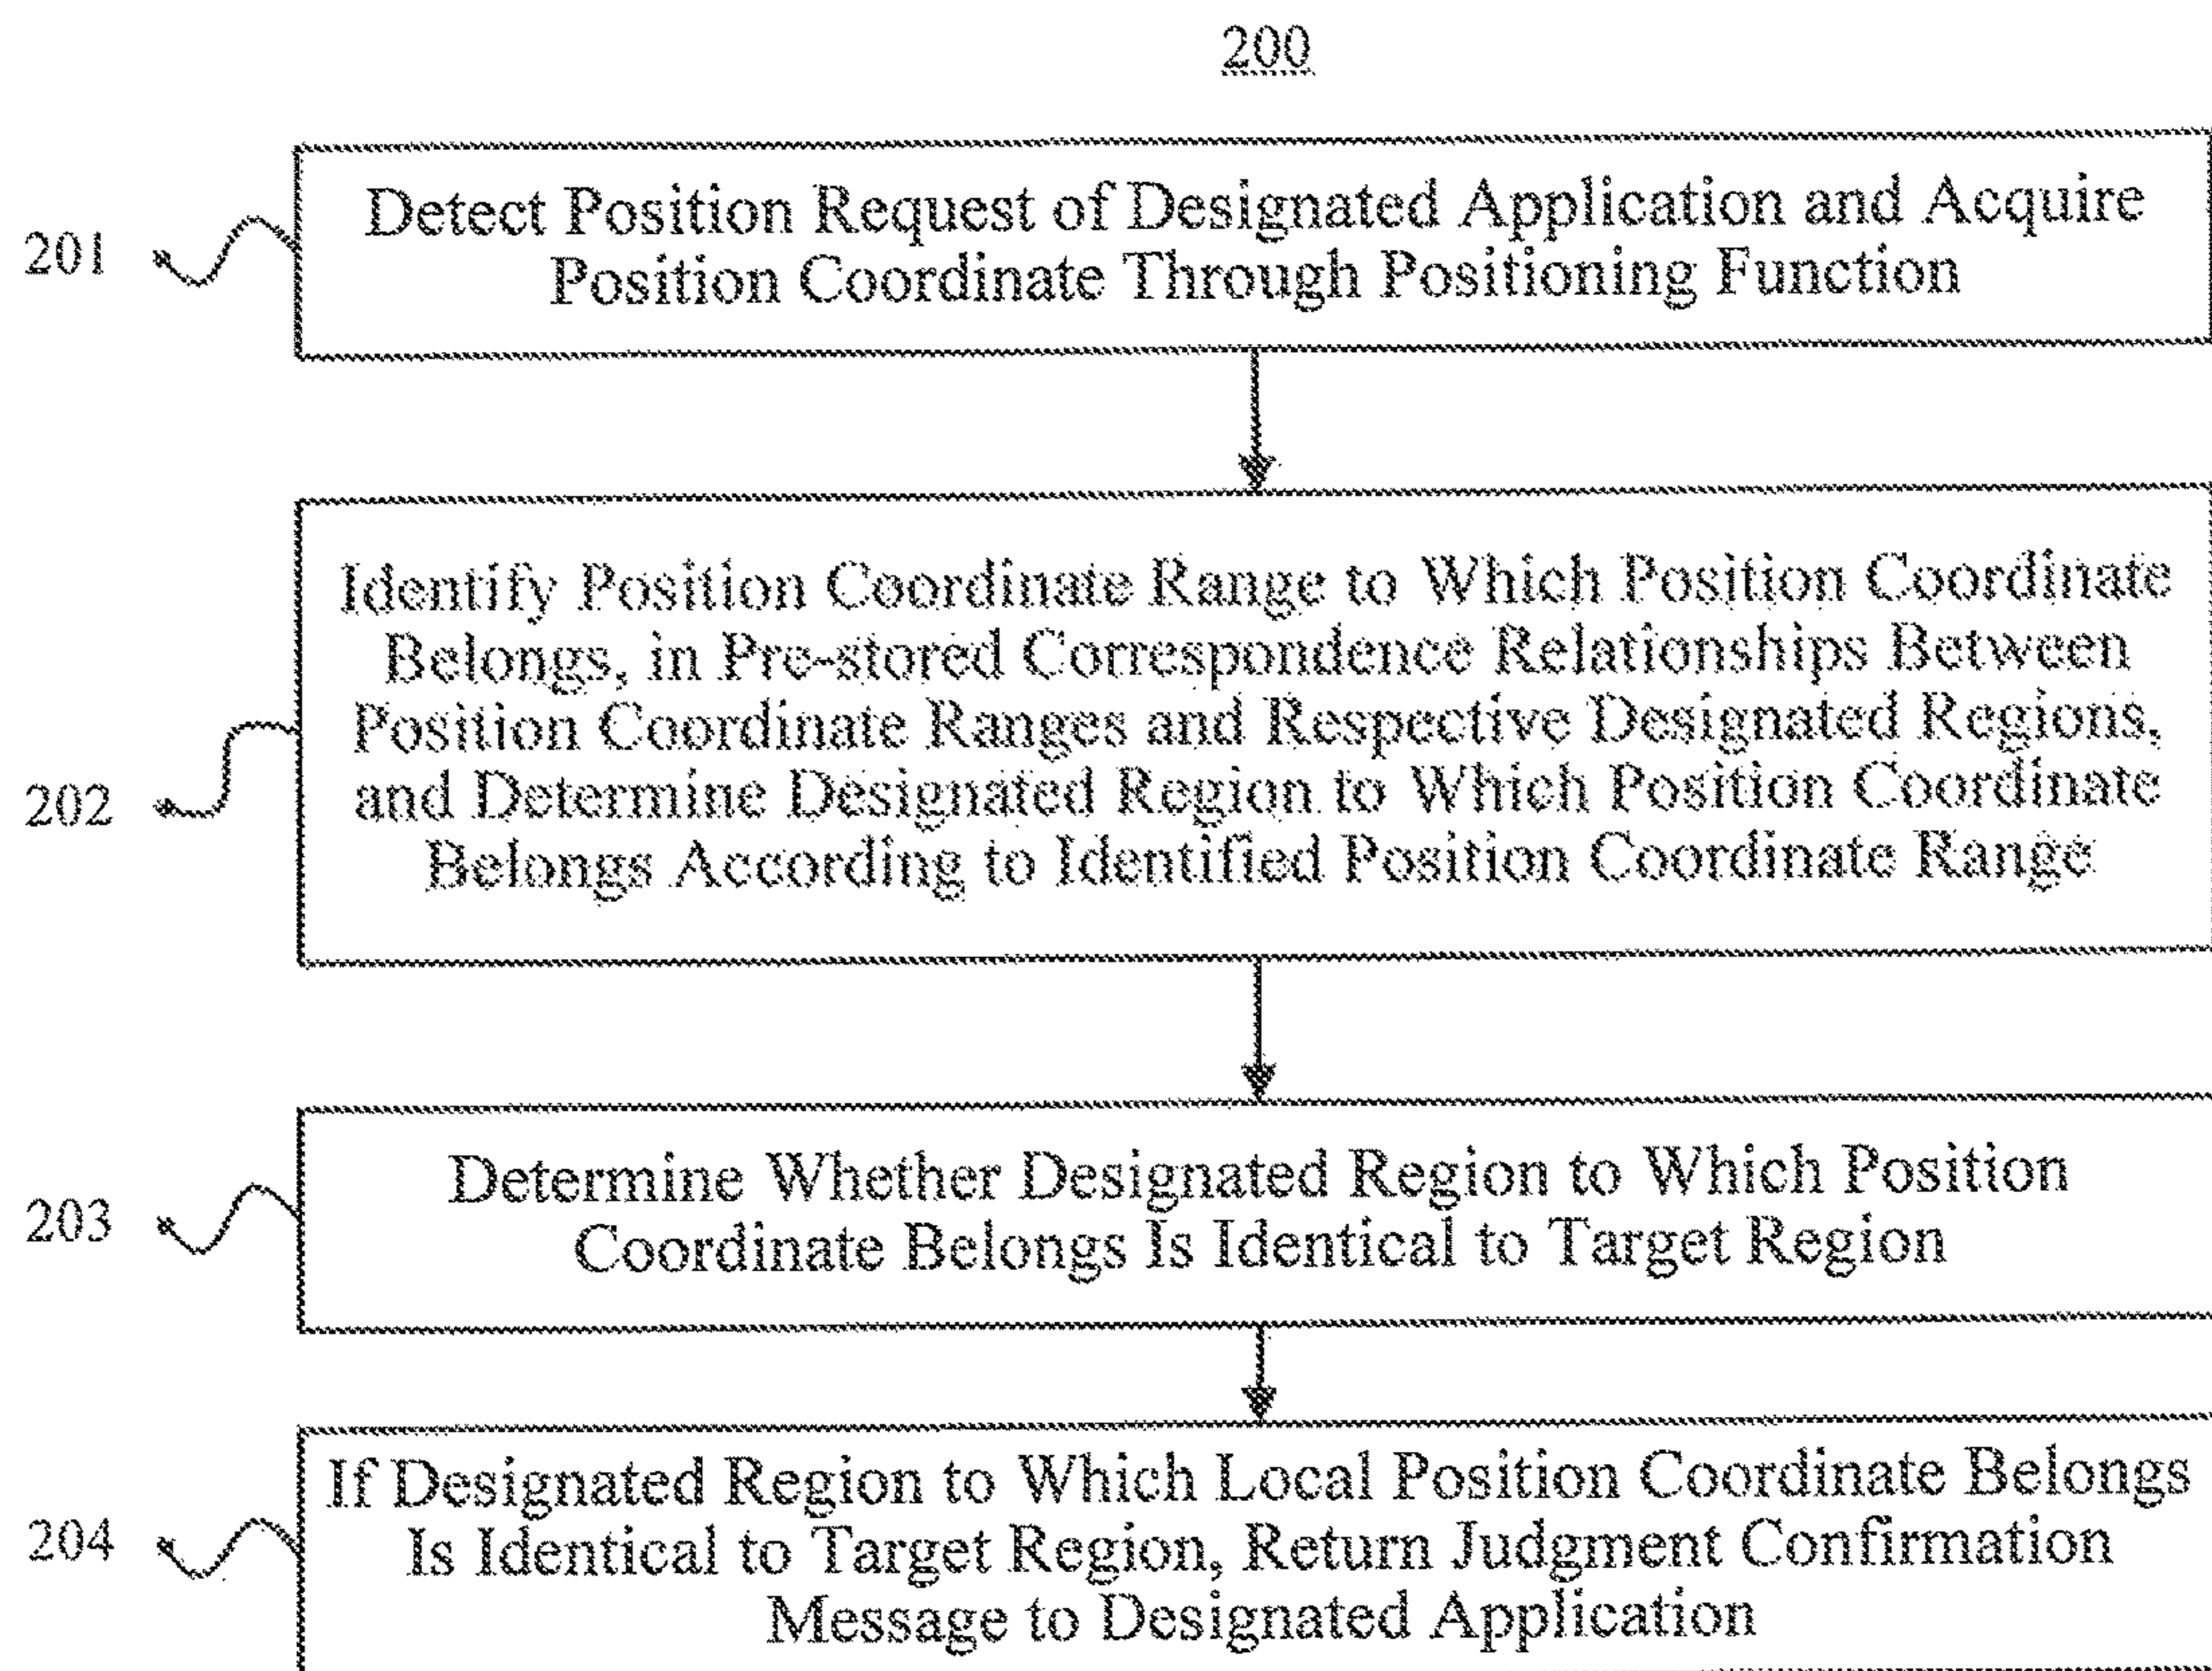 200
201
Detect Position Request of Designated Application and Acquire
Position Coordinate Through Positioning Function
202
Identify Position Coordinate Range to Which Position Coordinate
Belongs, in Pre-stored Correspondence Relationships Between
Position Coordinate Ranges and Respective Designated Regions,
and Determine Designated Region to Which Position Coordinate
Belongs According to Identified Position Coordinate Range
203
Determine Whether Designated Region to Which Position
Coordinate Belongs Is Identical to Target Region
204
If Designated Region to Which Local Position Coordinate Belongs
Is Identical to Target Region, Return Judgment Confirmation
Message to Designated Application